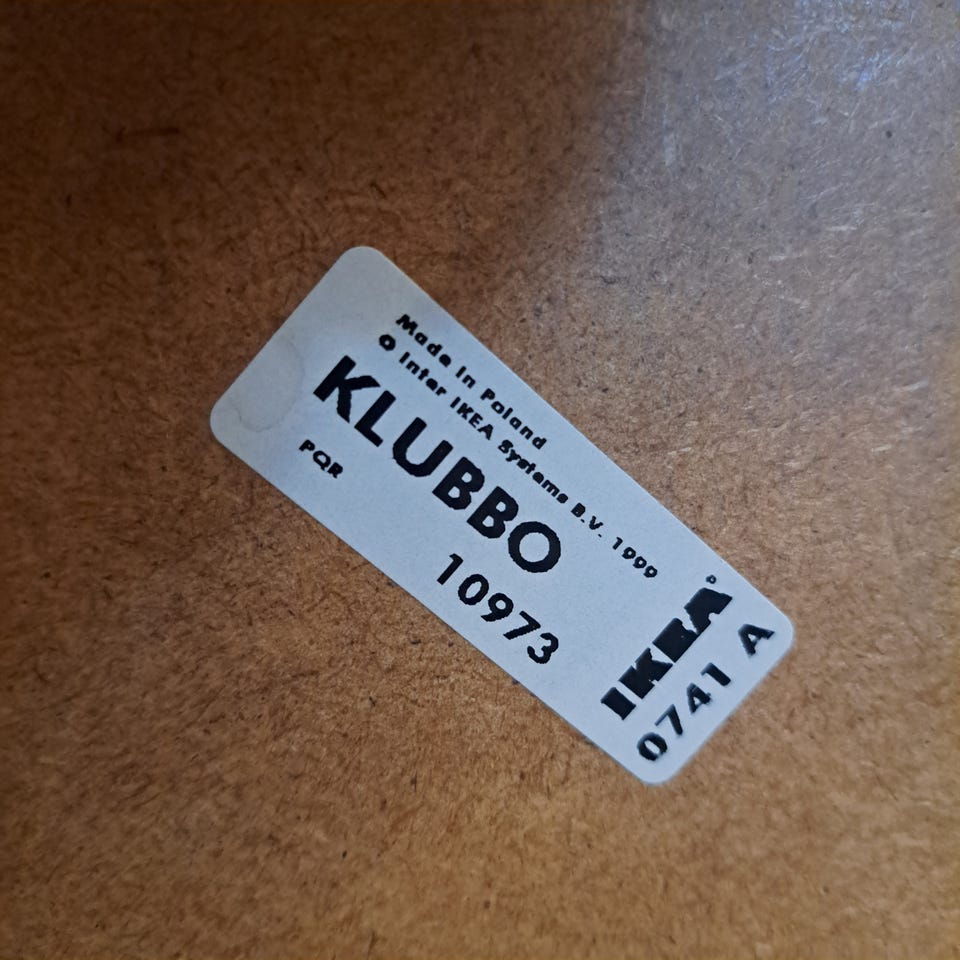 Made in Poland
© Inter IKEA Systems B.V. 1999
KLUBBO
PQR
10973
IKEA
0741 A